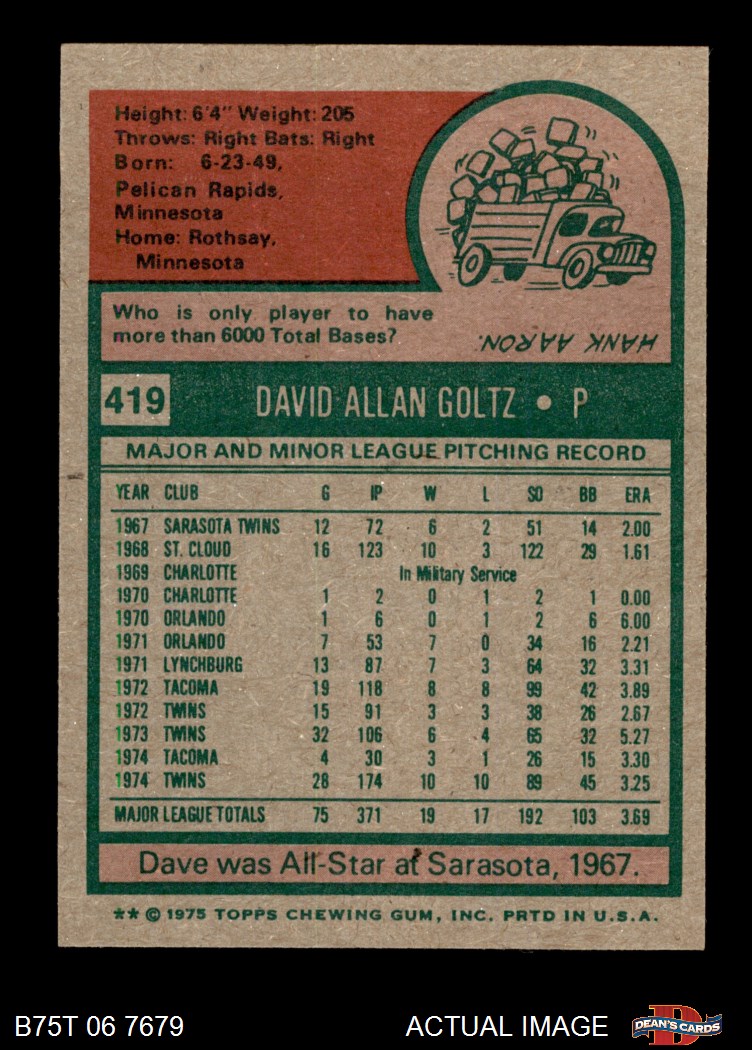 Height: 6'4" Weight: 205
Throws: Right Bats: Right
Born: 6-23-49,
Pelican Rapids,
Minnesota
Home: Rothsay,
Minnesota
Who is only player to have
more than 6000 Total Bases?
HANK AARON.
419 DAVID ALLAN GOLTZ • P
MAJOR AND MINOR LEAGUE PITCHING RECORD
YEAR CLUB G IP W L SO BB ERA
1967 SARASOTA TWINS 12 72 6 2 51 14 2.00
1968 ST. CLOUD 16 123 10 3 122 29 1.61
1969 CHARLOTTE In Military Service
1970 CHARLOTTE 1 2 0 1 2 1 0.00
1970 ORLANDO 1 6 0 1 2 6 6.00
1971 ORLANDO 7 53 7 0 34 16 2.21
1971 LYNCHBURG 13 87 7 3 64 32 3.31
1972 TACOMA 19 118 8 8 99 42 3.89
1972 TWINS 15 91 3 3 38 26 2.67
1973 TWINS 32 106 6 4 65 32 5.27
1974 TACOMA 4 30 3 1 26 15 3.30
1974 TWINS 28 174 10 10 89 45 3.25
MAJOR LEAGUE TOTALS 75 371 19 17 192 103 3.69
Dave was All-Star at Sarasota, 1967.
** © 1975 TOPPS CHEWING GUM, INC. PRTD IN U.S.A.
B75T 06 7679 ACTUAL IMAGE DEAN'S CARDS